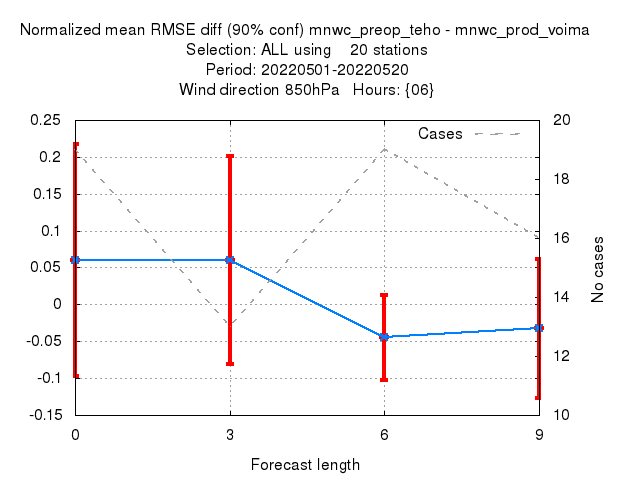 Normalized mean RMSE diff (90% conf) mnwc_preop_teho - mnwc_prod_voima
Selection: ALL using    20 stations
Period: 20220501-20220520
Wind direction 850hPa   Hours: {06}
Cases
0.25
0.2
0.15
0.1
0.05
0
-0.05
-0.1
-0.15
20
18
16
14
12
10
No cases
0 3 6 9
Forecast length